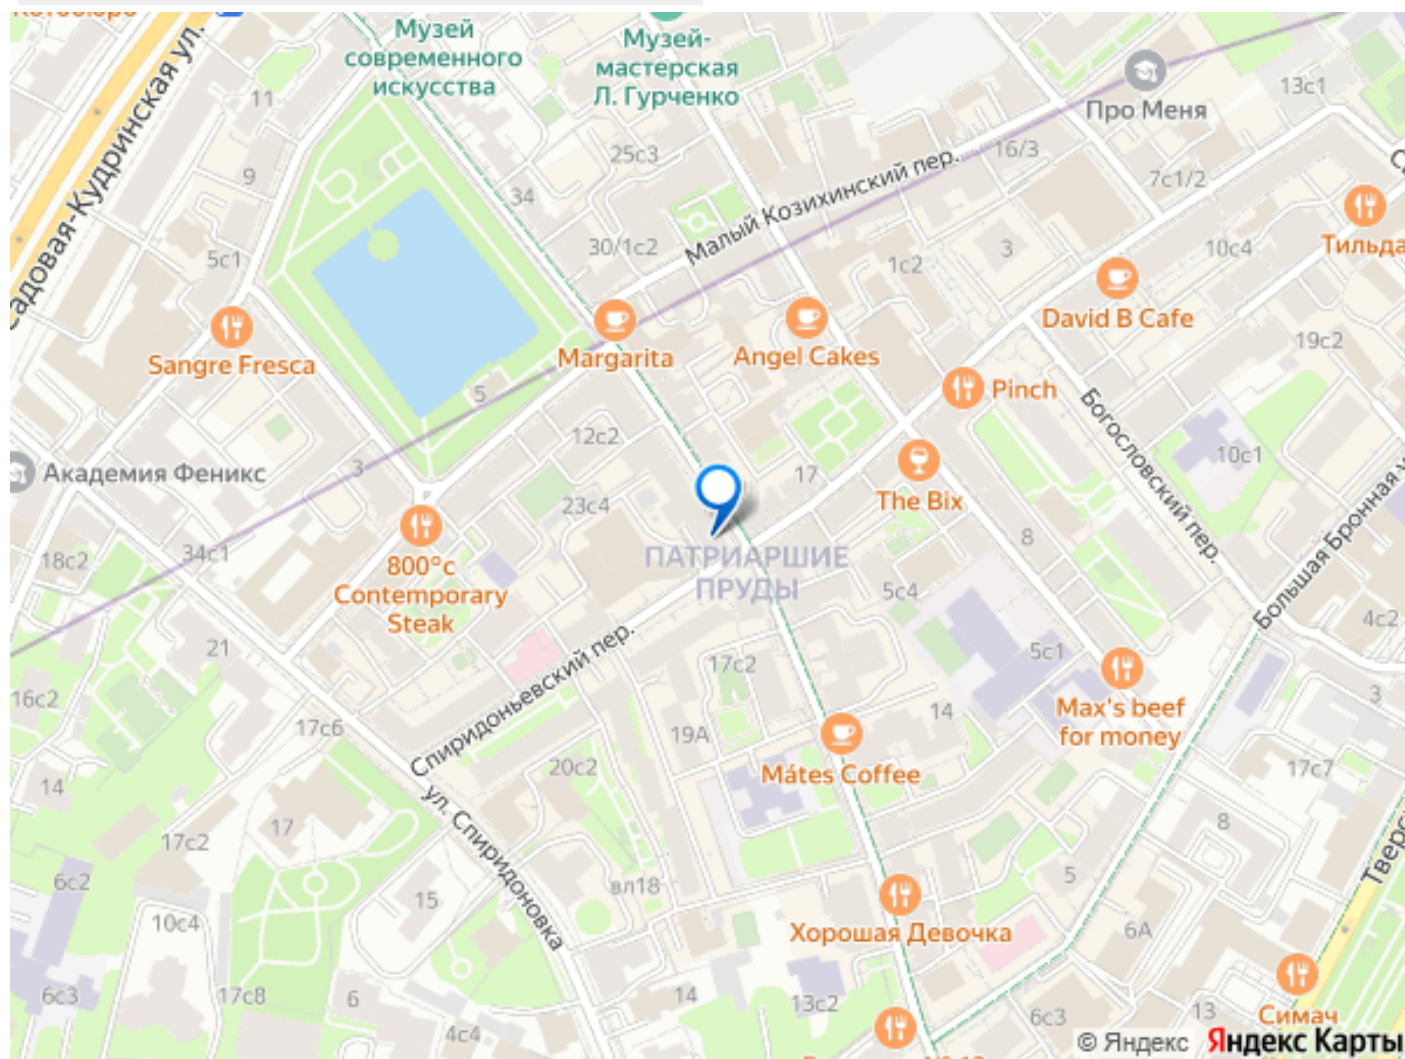 Садовая-Кудринская ул.
Музей
современного
искусства
Музей-
мастерская
Л. Гурченко
Про Меня
13с1
11
25с3
16/3
Малый Козихинский пер.
9
34
7с1/2
Тильда
30/1с2
3
10с4
5с1
1с2
David B Cafe
Sangre Fresca
Margarita
Angel Cakes
19с2
5
Pinch
Богословский пер.
12с2
3
Академия Феникс
17
10с1
The Bix
23с4
18с2
34с1
8
800°c
Contemporary
Steak
ПАТРИАРШИЕ
ПРУДЫ
5с4
Большая Бронная
4с2
21
Спиридоньевский пер.
17с2
5с1
16с2
3
17с6
19А
14
Max's beef
for money
20с2
Mátes Coffee
17с7
14
ул. Спиридоновка
17
8
17с2
6с2
вл18
5
15
10с4
Хорошая Девочка
6А
6с3
17с8
6
14
13с2
4с4
6с3
13
Симач
© Яндекс Яндекс Карты